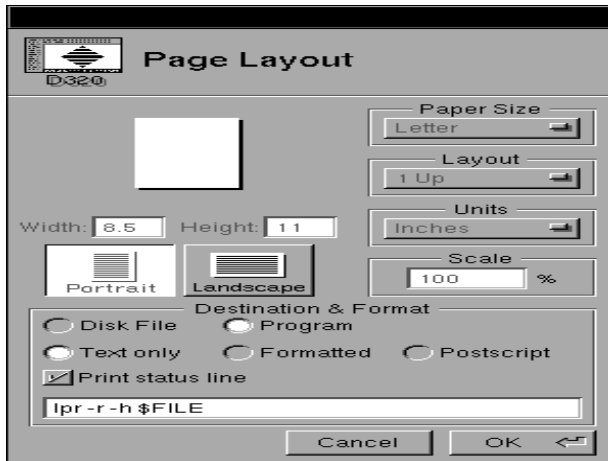 Page Layout
D320
Paper Size
Letter
Layout
1 Up
Width: 8.5 Height: 11
Units
Inches
Portrait Landscape
Scale
100 %
Destination & Format
Disk File Program
Text only Formatted Postscript
Print status line
lpr -r -h $FILE
Cancel OK